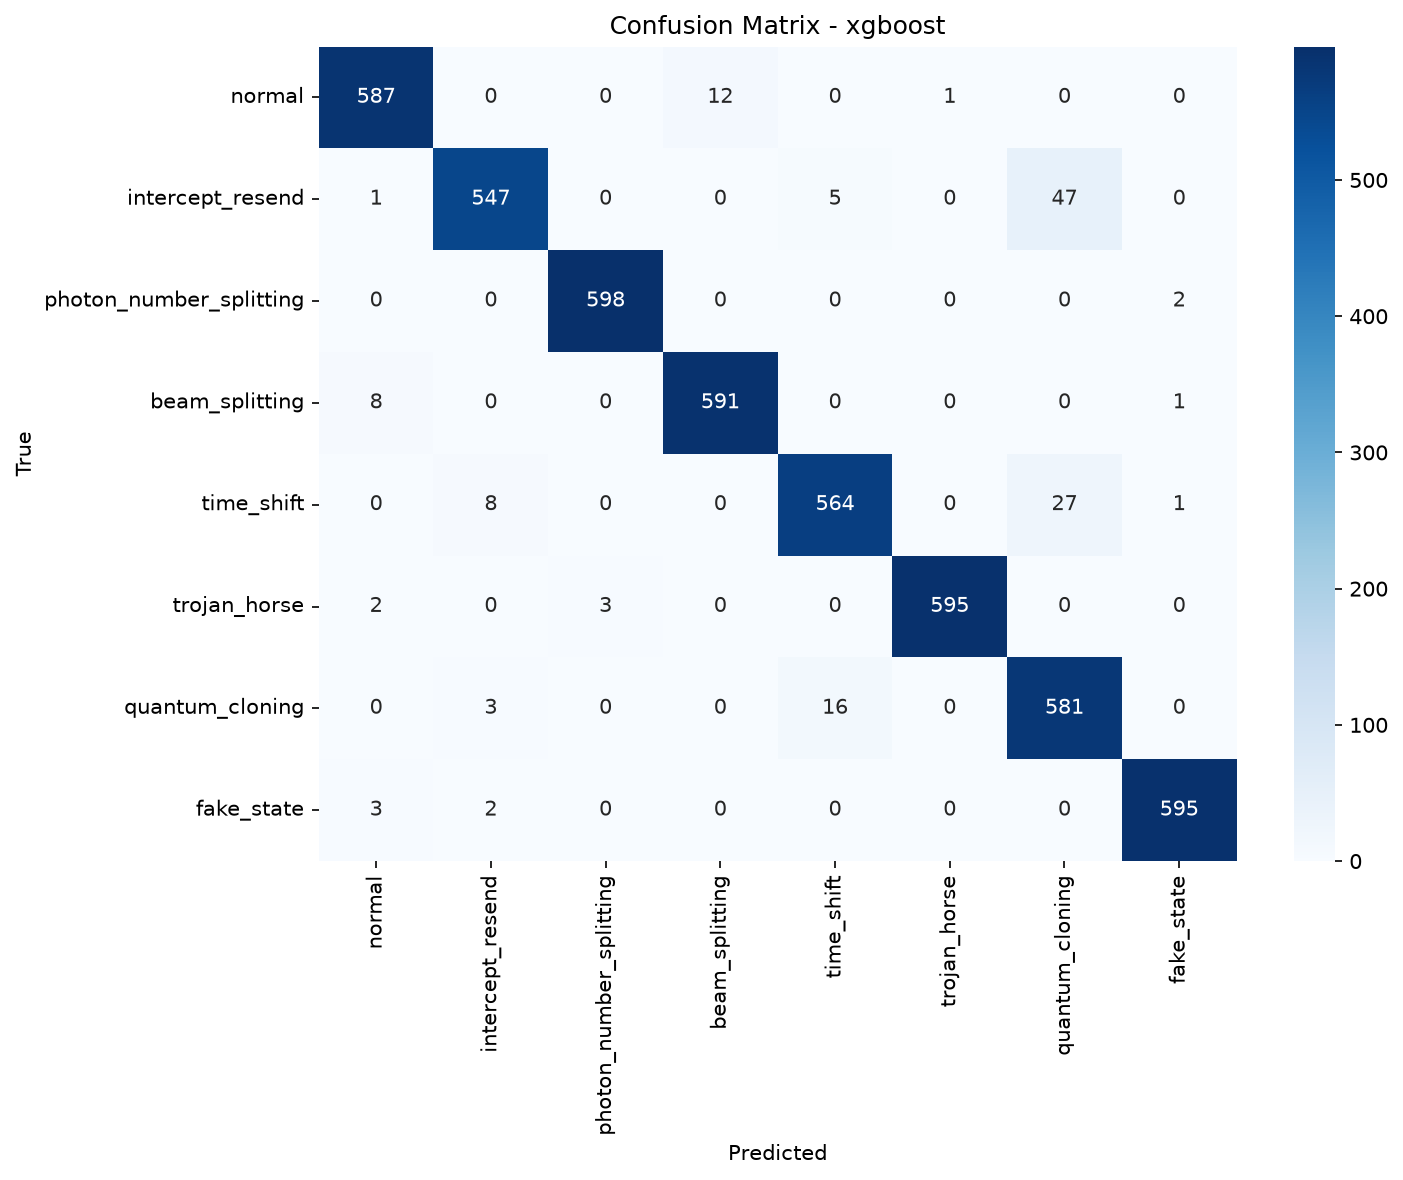 Confusion Matrix - xgboost
normal 587 0 0 12 0 1 0 0
intercept_resend 1 547 0 0 5 0 47 0
photon_number_splitting 0 0 598 0 0 0 0 2
beam_splitting 8 0 0 591 0 0 0 1
time_shift 0 8 0 0 564 0 27 1
trojan_horse 2 0 3 0 0 595 0 0
quantum_cloning 0 3 0 0 16 0 581 0
fake_state 3 2 0 0 0 0 0 595
True
normal
intercept_resend
photon_number_splitting
beam_splitting
time_shift
trojan_horse
quantum_cloning
fake_state
Predicted
500
400
300
200
100
0